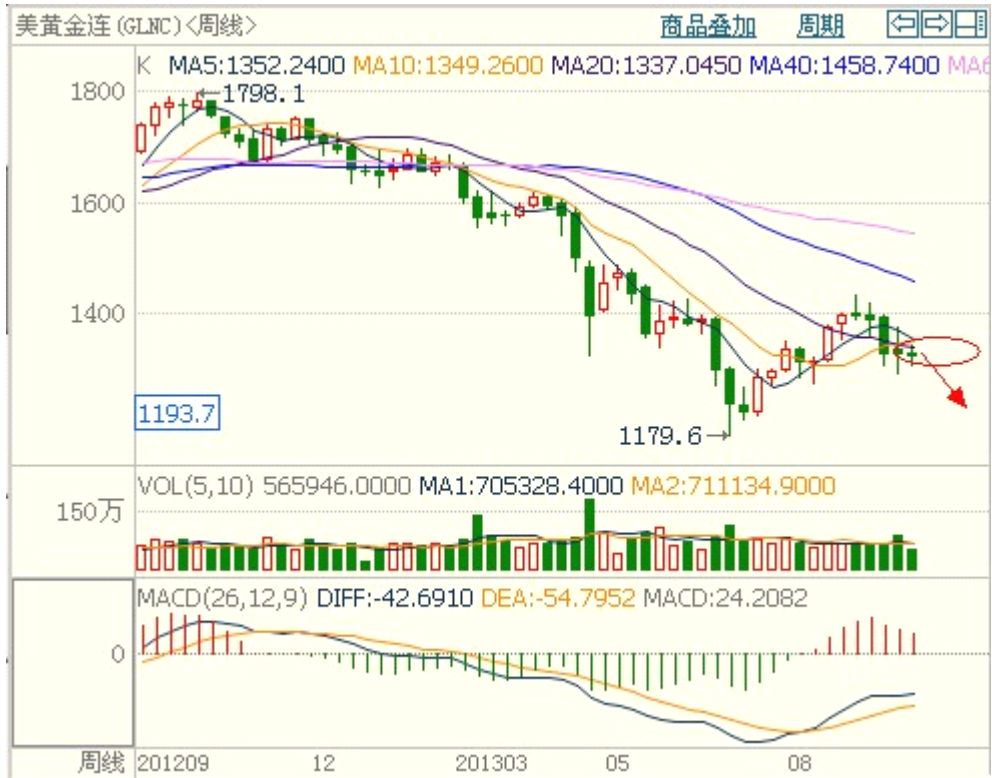 美黄金连(GLNC)<周线> 商品叠加 周期
K MA5:1352.2400 MA10:1349.2600 MA20:1337.0450 MA40:1458.7400 MA6
1800
1798.1
1600
1400
1193.7
1179.6
VOL(5,10) 565946.0000 MA1:705328.4000 MA2:711134.9000
150万
MACD(26,12,9) DIFF:-42.6910 DEA:-54.7952 MACD:24.2082
0
周线 201209 12 201303 05 08